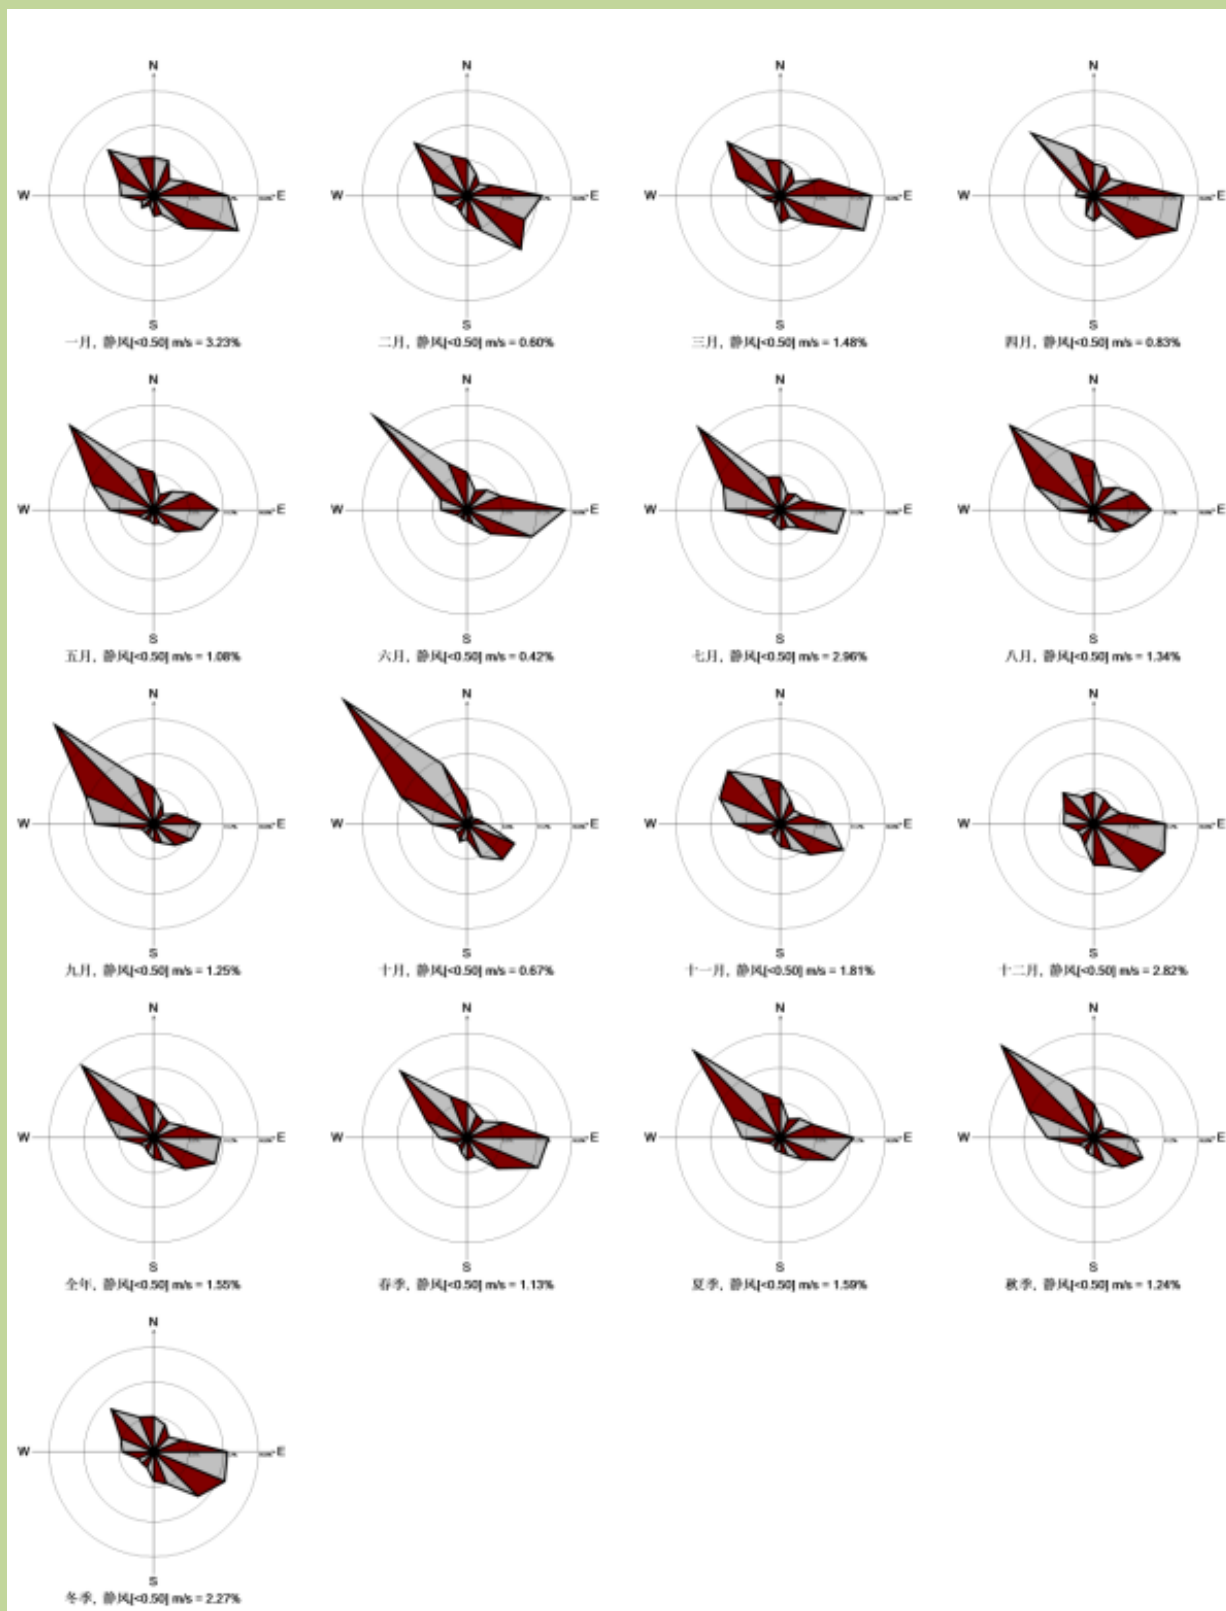 N
N
N
N
W
E
W
E
W
E
W
E
S
S
S
S
一月, 静风[<0.50] m/s = 3.23%
二月, 静风[<0.50] m/s = 0.60%
三月, 静风[<0.50] m/s = 1.48%
四月, 静风[<0.50] m/s = 0.83%
N
N
N
N
W
E
W
E
W
E
W
E
S
S
S
S
五月, 静风[<0.50] m/s = 1.08%
六月, 静风[<0.50] m/s = 0.42%
七月, 静风[<0.50] m/s = 2.96%
八月, 静风[<0.50] m/s = 1.34%
N
N
N
N
W
E
W
E
W
E
W
E
S
S
S
S
九月, 静风[<0.50] m/s = 1.25%
十月, 静风[<0.50] m/s = 0.67%
十一月, 静风[<0.50] m/s = 1.81%
十二月, 静风[<0.50] m/s = 2.82%
N
N
N
N
W
E
W
E
W
E
W
E
S
S
S
S
全年, 静风[<0.50] m/s = 1.55%
春季, 静风[<0.50] m/s = 1.13%
夏季, 静风[<0.50] m/s = 1.59%
秋季, 静风[<0.50] m/s = 1.24%
N
W
E
S
冬季, 静风[<0.50] m/s = 2.27%